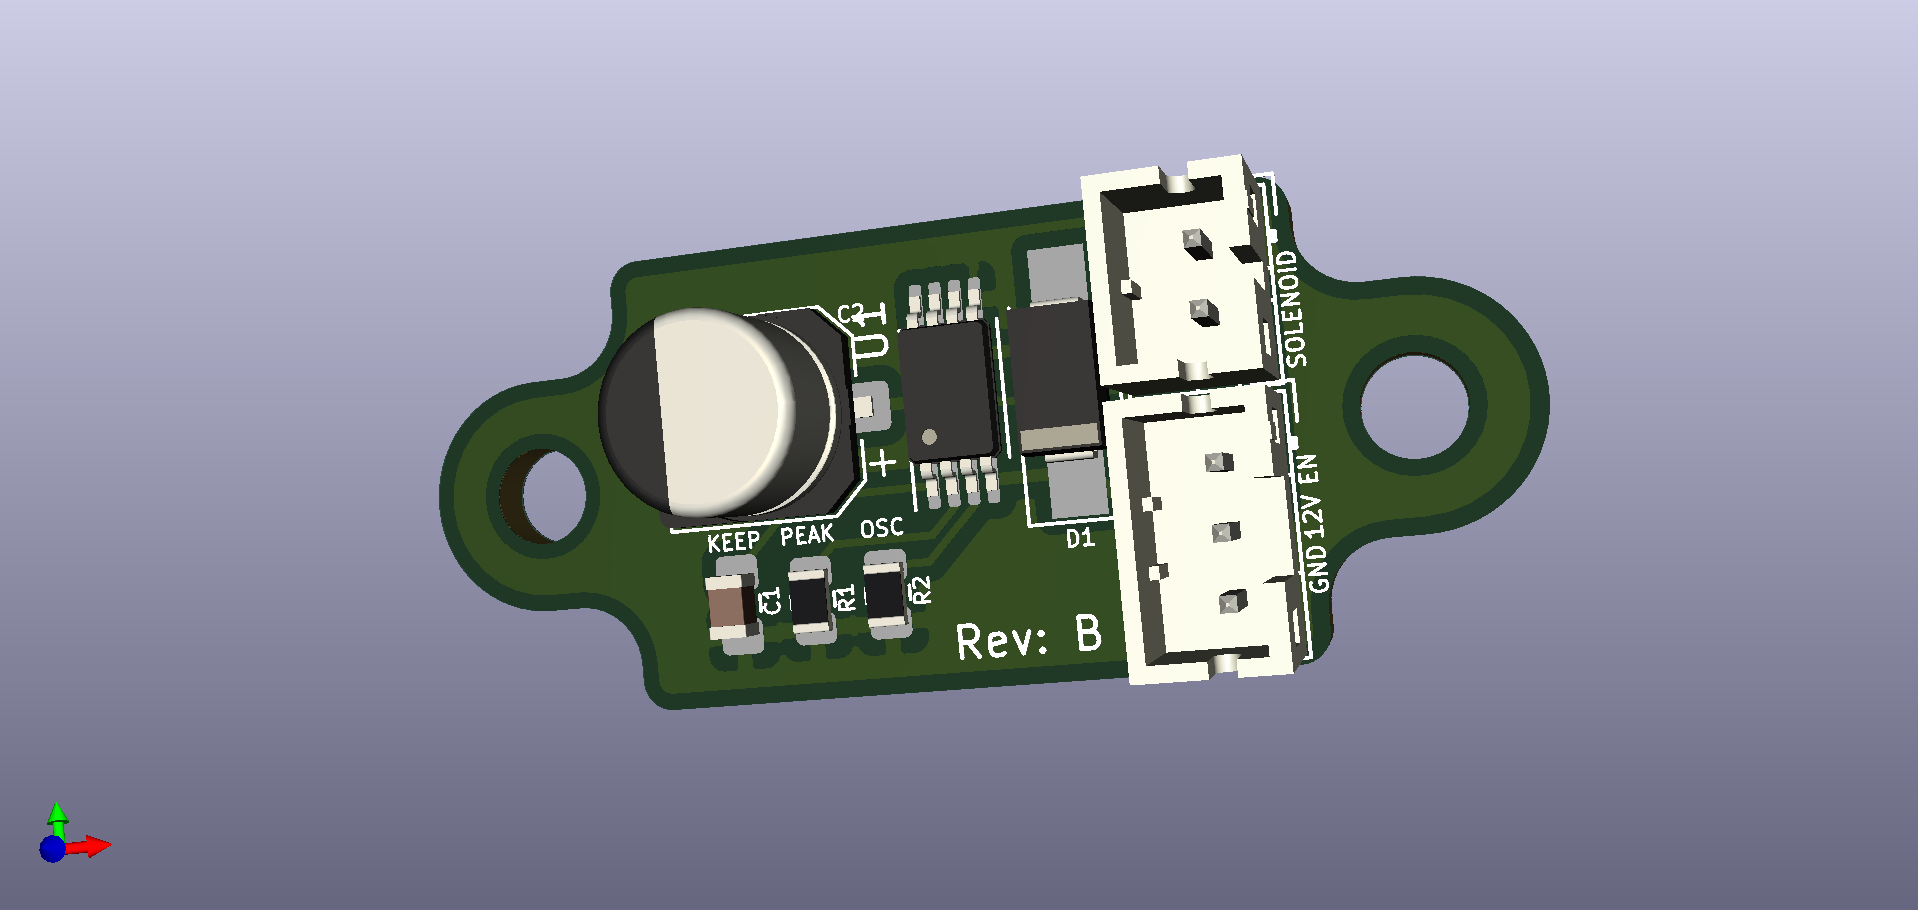 C2
U1
+
SOLENOID
KEEP PEAK OSC
D1
GND 12V EN
C1
R1
R2
Rev: B